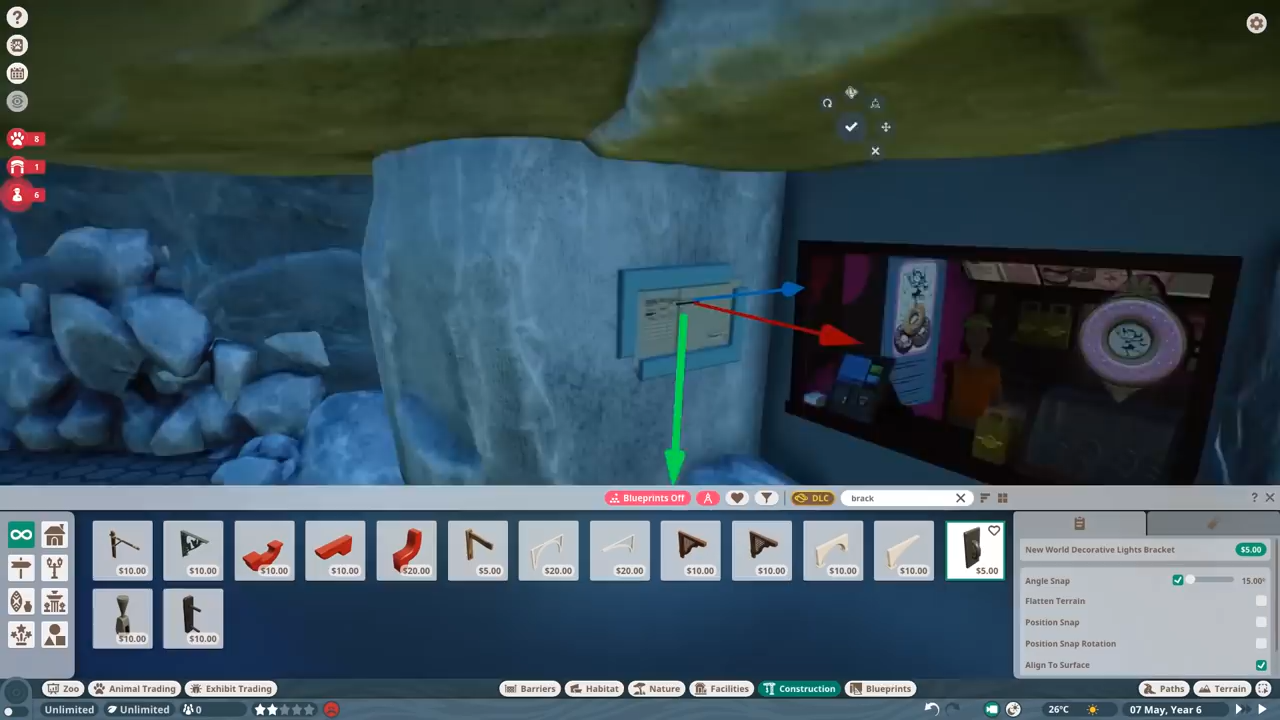 ?
8
1
6
Blueprints Off
DLC
brack
?
$10.00
$10.00
$10.00
$10.00
$20.00
$5.00
$20.00
$20.00
$10.00
$10.00
$10.00
$10.00
$5.00
$10.00
$10.00
New World Decorative Lights Bracket
$5.00
Angle Snap
15.00°
Flatten Terrain
Position Snap
Position Snap Rotation
Align To Surface
Zoo
Animal Trading
Exhibit Trading
Barriers
Habitat
Nature
Facilities
Construction
Blueprints
Paths
Terrain
Unlimited
Unlimited
0
26°C
07 May, Year 6